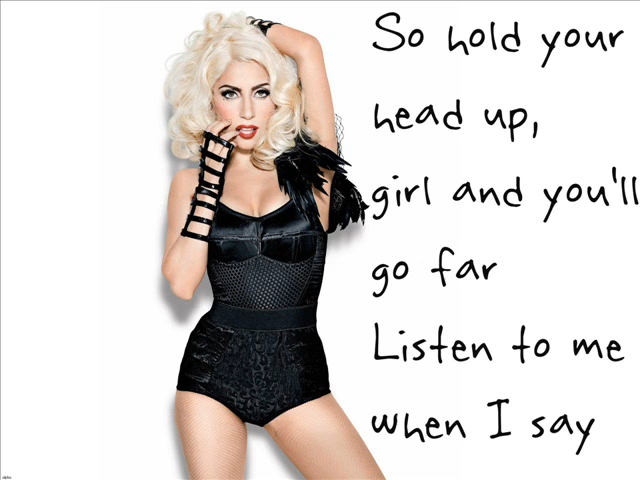 So hold your
head up,
girl and you'll
go far
Listen to me
when I say